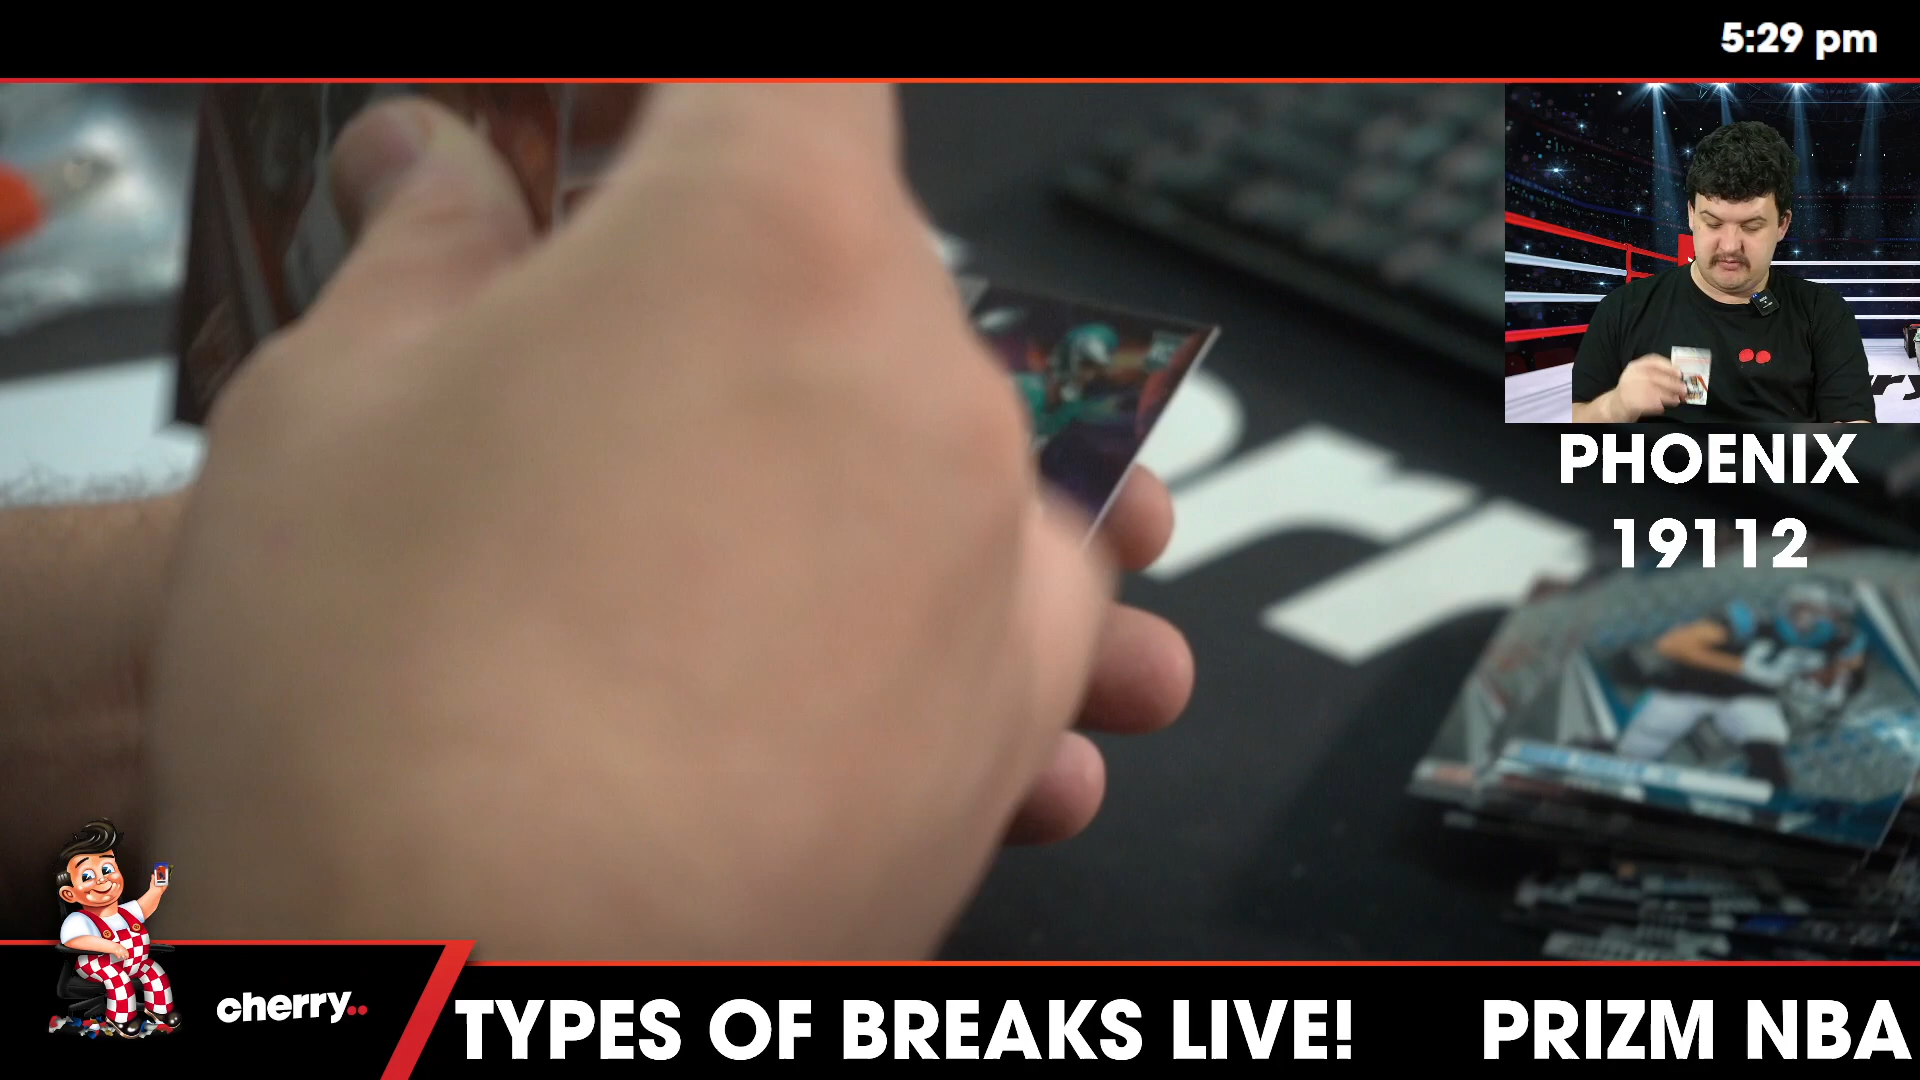 5:29 pm
PHOENIX
19112
cherry..
TYPES OF BREAKS LIVE! PRIZM NBA